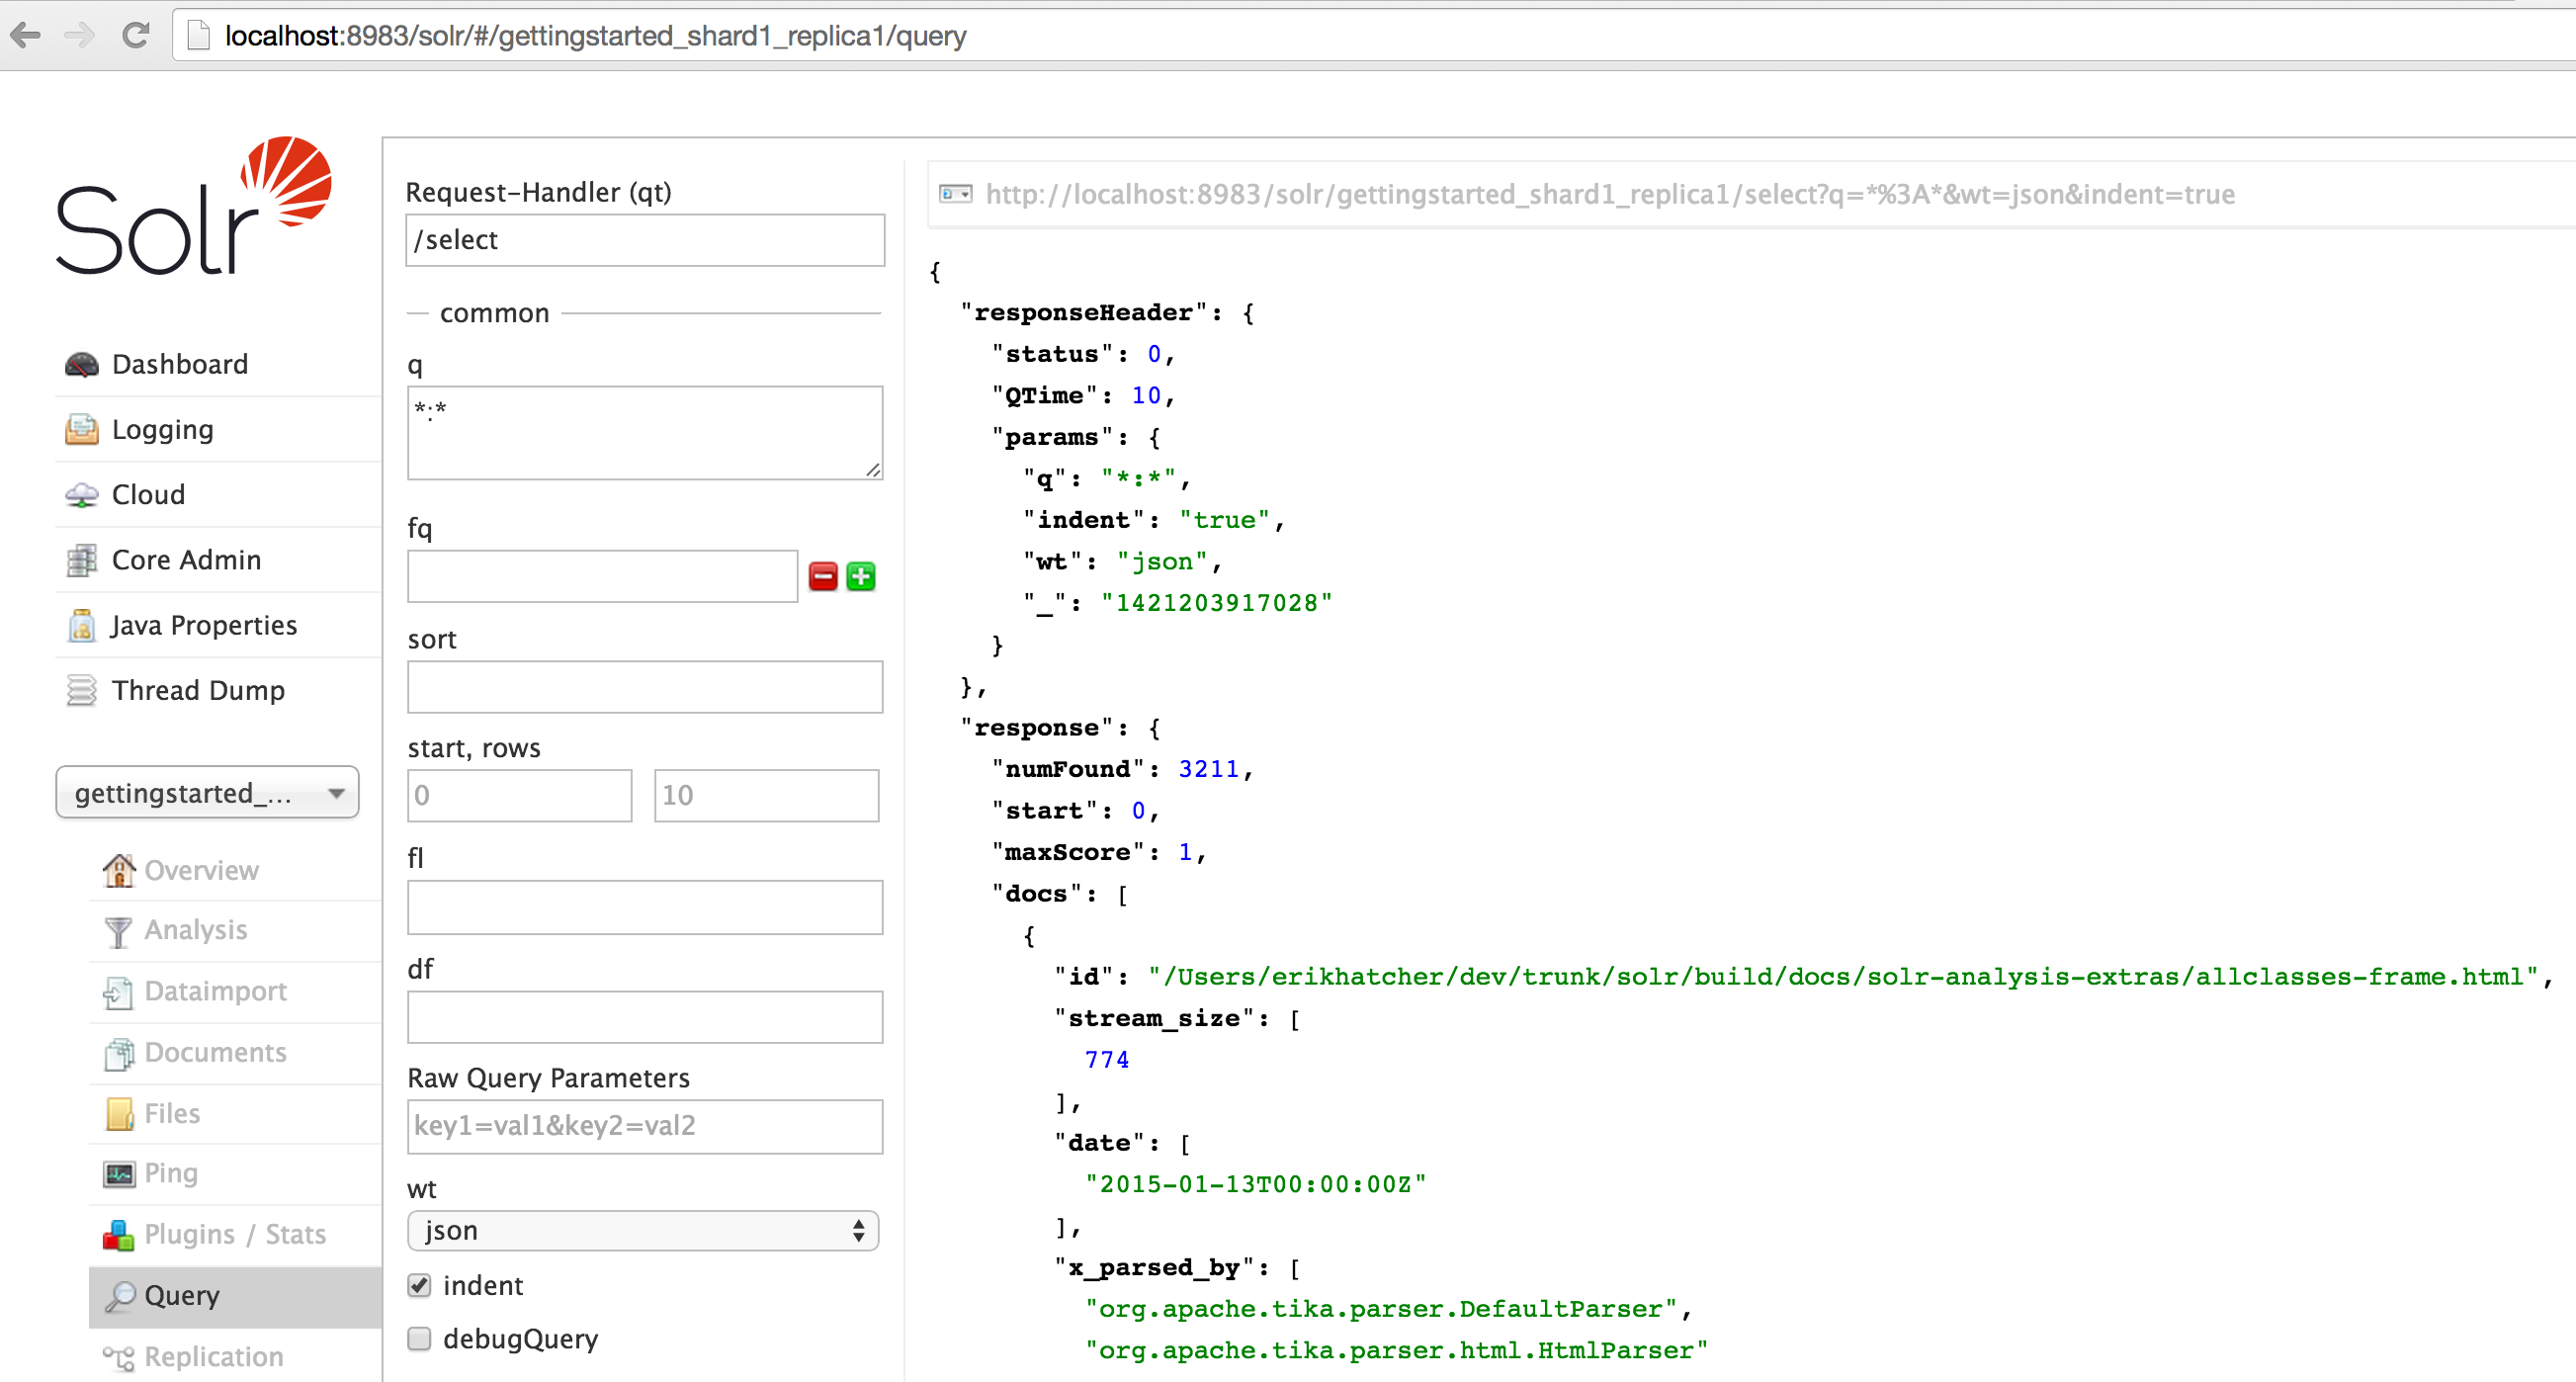 localhost:8983/solr/#/gettingstarted_shard1_replica1/query
Solr
Dashboard
Logging
Cloud
Core Admin
Java Properties
Thread Dump
gettingstarted_...
Overview
Analysis
Dataimport
Documents
Files
Ping
Plugins / Stats
Query
Replication
Request-Handler (qt)
/select
common
q
*:*
fq
sort
start, rows
0 10
fl
df
Raw Query Parameters
key1=val1&key2=val2
wt
json
indent
debugQuery
http://localhost:8983/solr/gettingstarted_shard1_replica1/select?q=*%3A*&wt=json&indent=true
{
"responseHeader": {
"status": 0,
"QTime": 10,
"params": {
"q": "*:*",
"indent": "true",
"wt": "json",
"_": "1421203917028"
}
},
"response": {
"numFound": 3211,
"start": 0,
"maxScore": 1,
"docs": [
{
"id": "/Users/erikhatcher/dev/trunk/solr/build/docs/solr-analysis-extras/allclasses-frame.html",
"stream_size": [
774
],
"date": [
"2015-01-13T00:00:00Z"
],
"x_parsed_by": [
"org.apache.tika.parser.DefaultParser",
"org.apache.tika.parser.html.HtmlParser"